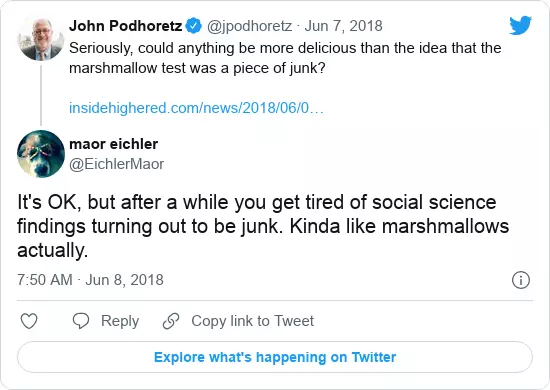 John Podhoretz @jpodhoretz · Jun 7, 2018
Seriously, could anything be more delicious than the idea that the
marshmallow test was a piece of junk?
insidehighered.com/news/2018/06/0…
maor eichler
@EichlerMaor
It's OK, but after a while you get tired of social science
findings turning out to be junk. Kinda like marshmallows
actually.
7:50 AM · Jun 8, 2018
Reply Copy link to Tweet
Explore what's happening on Twitter